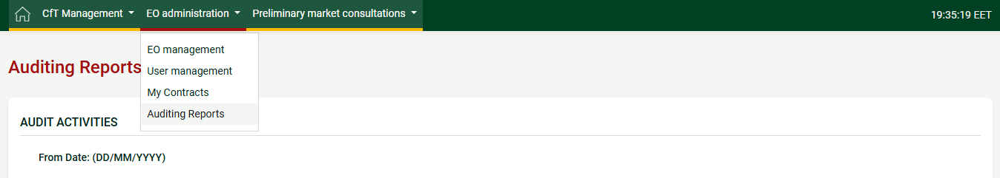 CfT Management EO administration Preliminary market consultations 19:35:19 EET
EO management
Auditing Reports
User management
My Contracts
Auditing Reports
AUDIT ACTIVITIES
From Date: (DD/MM/YYYY)